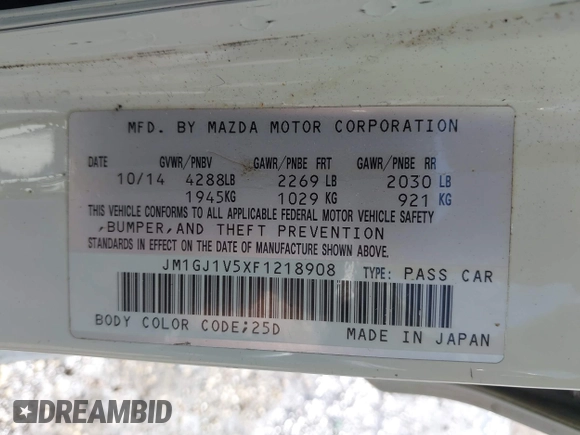 MFD. BY MAZDA MOTOR CORPORATION
DATE GVWR/PNBV GAWR/PNBE FRT GAWR/PNBE RR
10/14 4288LB 2269 LB 2030 LB
1945KG 1029 KG 921 KG
THIS VEHICLE CONFORMS TO ALL APPLICABLE FEDERAL MOTOR VEHICLE SAFETY
,BUMPER,AND THEFT PREVENTION
STANDARDS IN EFFECT ON THE DATE OF MANUFACTURE SHOWN ABOVE.
JM1GJ1V5XF1218908 TYPE: PASS CAR
BODY COLOR CODE;25D MADE IN JAPAN
DREAMBID